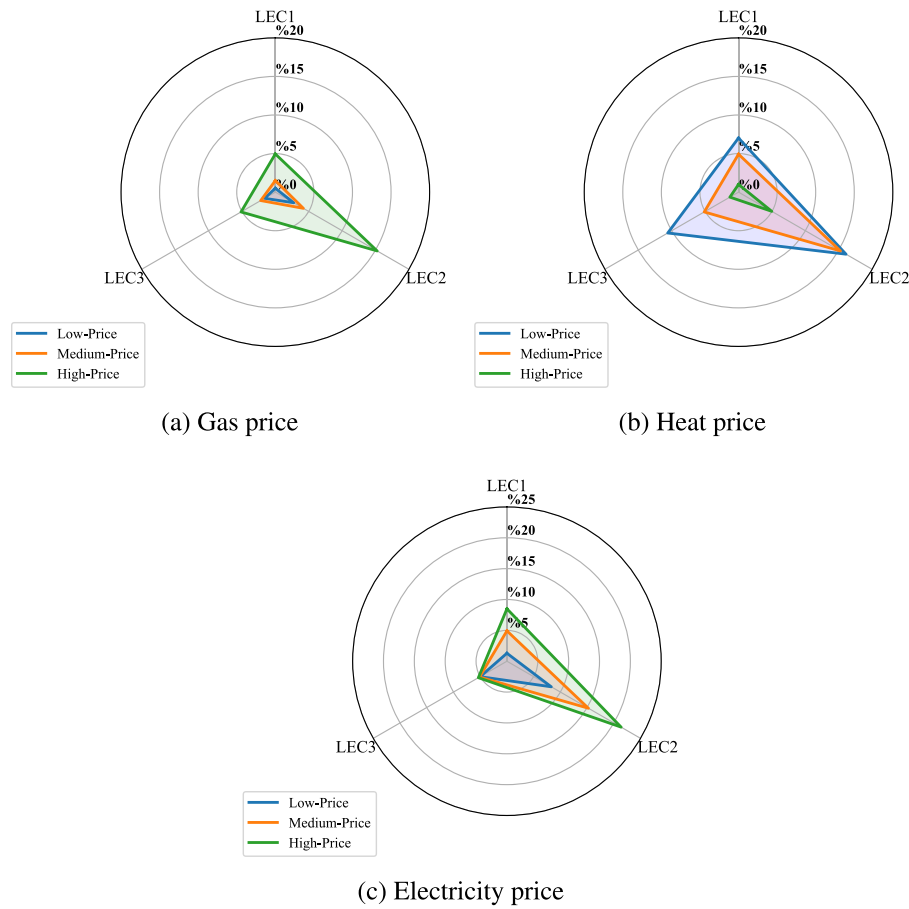 LEC1
%20
%15
%10
%5
%0
LEC3
LEC2
Low-Price
Medium-Price
High-Price
(a) Gas price
LEC1
%20
%15
%10
%5
%0
LEC3
LEC2
Low-Price
Medium-Price
High-Price
(b) Heat price
LEC1
%25
%20
%15
%10
%5
LEC3
LEC2
Low-Price
Medium-Price
High-Price
(c) Electricity price